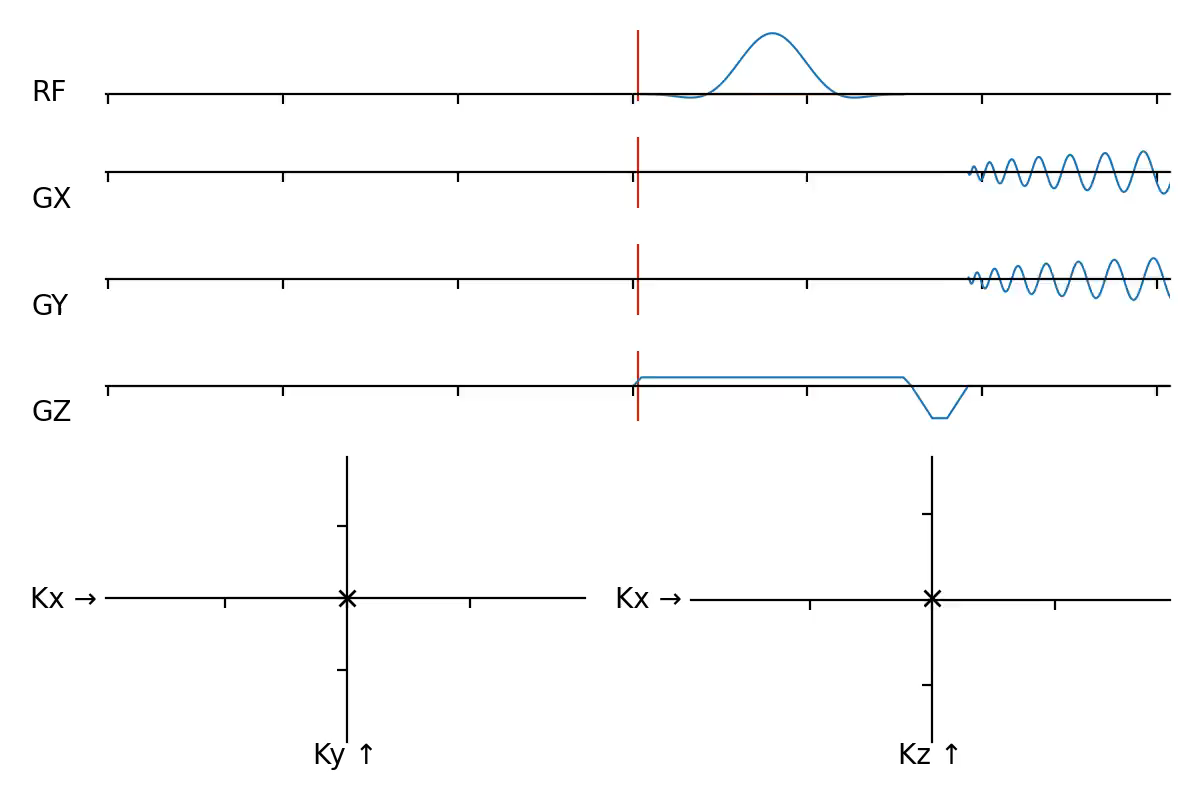 RF
GX
GY
GZ
Kx →
Kx →
Ky ↑
Kz ↑